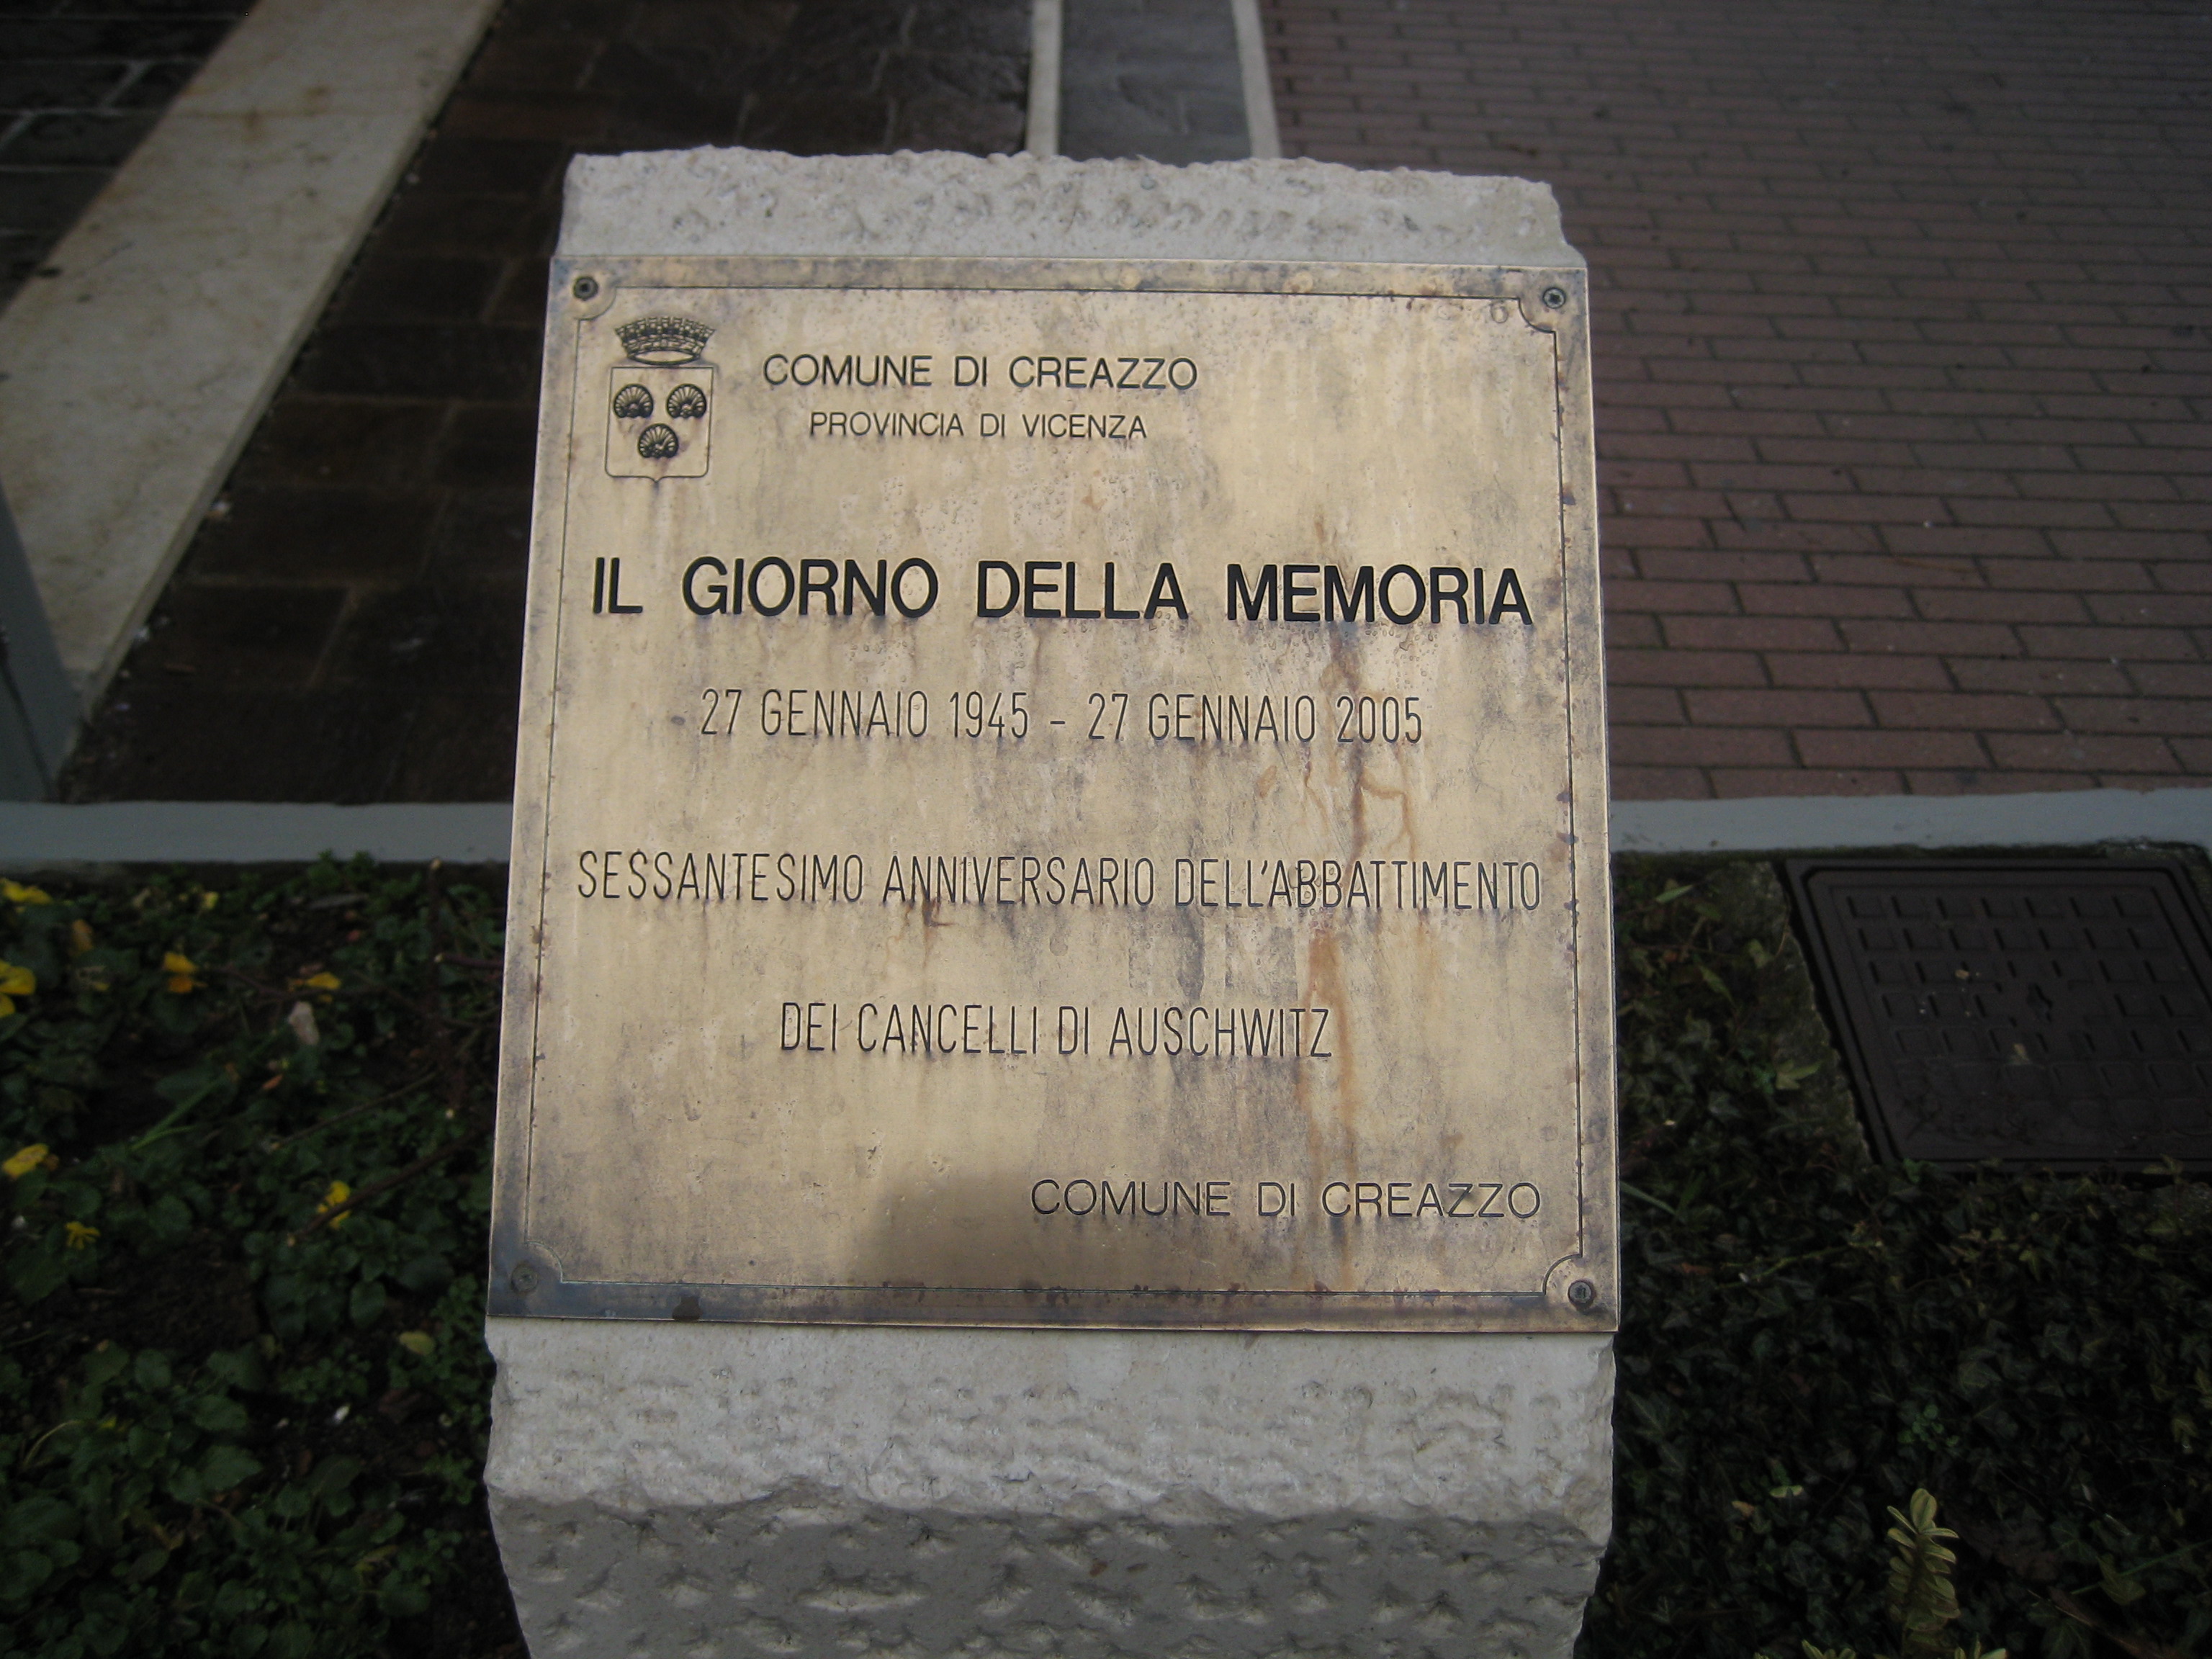 COMUNE DI CREAZZO
PROVINCIA DI VICENZA
IL GIORNO DELLA MEMORIA
27 GENNAIO 1945 - 27 GENNAIO 2005
SESSANTESIMO ANNIVERSARIO DELL'ABBATTIMENTO
DEI CANCELLI DI AUSCHWITZ
COMUNE DI CREAZZO